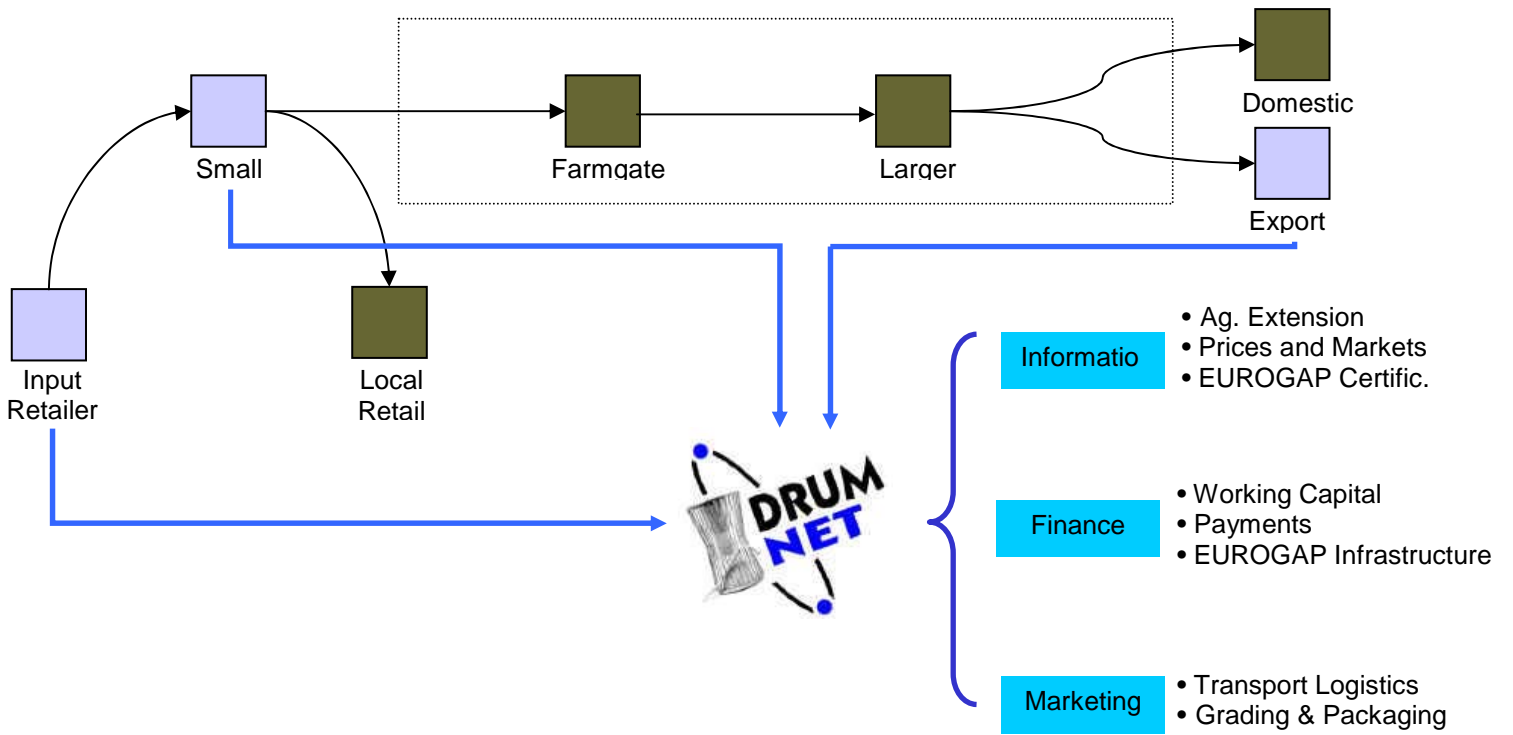 Domestic
Small
Farmgate
Larger
Export
Input
Retailer
Local
Retail
Informatio
• Ag. Extension
• Prices and Markets
• EUROGAP Certific.
DRUM
NET
Finance
• Working Capital
• Payments
• EUROGAP Infrastructure
Marketing
• Transport Logistics
• Grading & Packaging